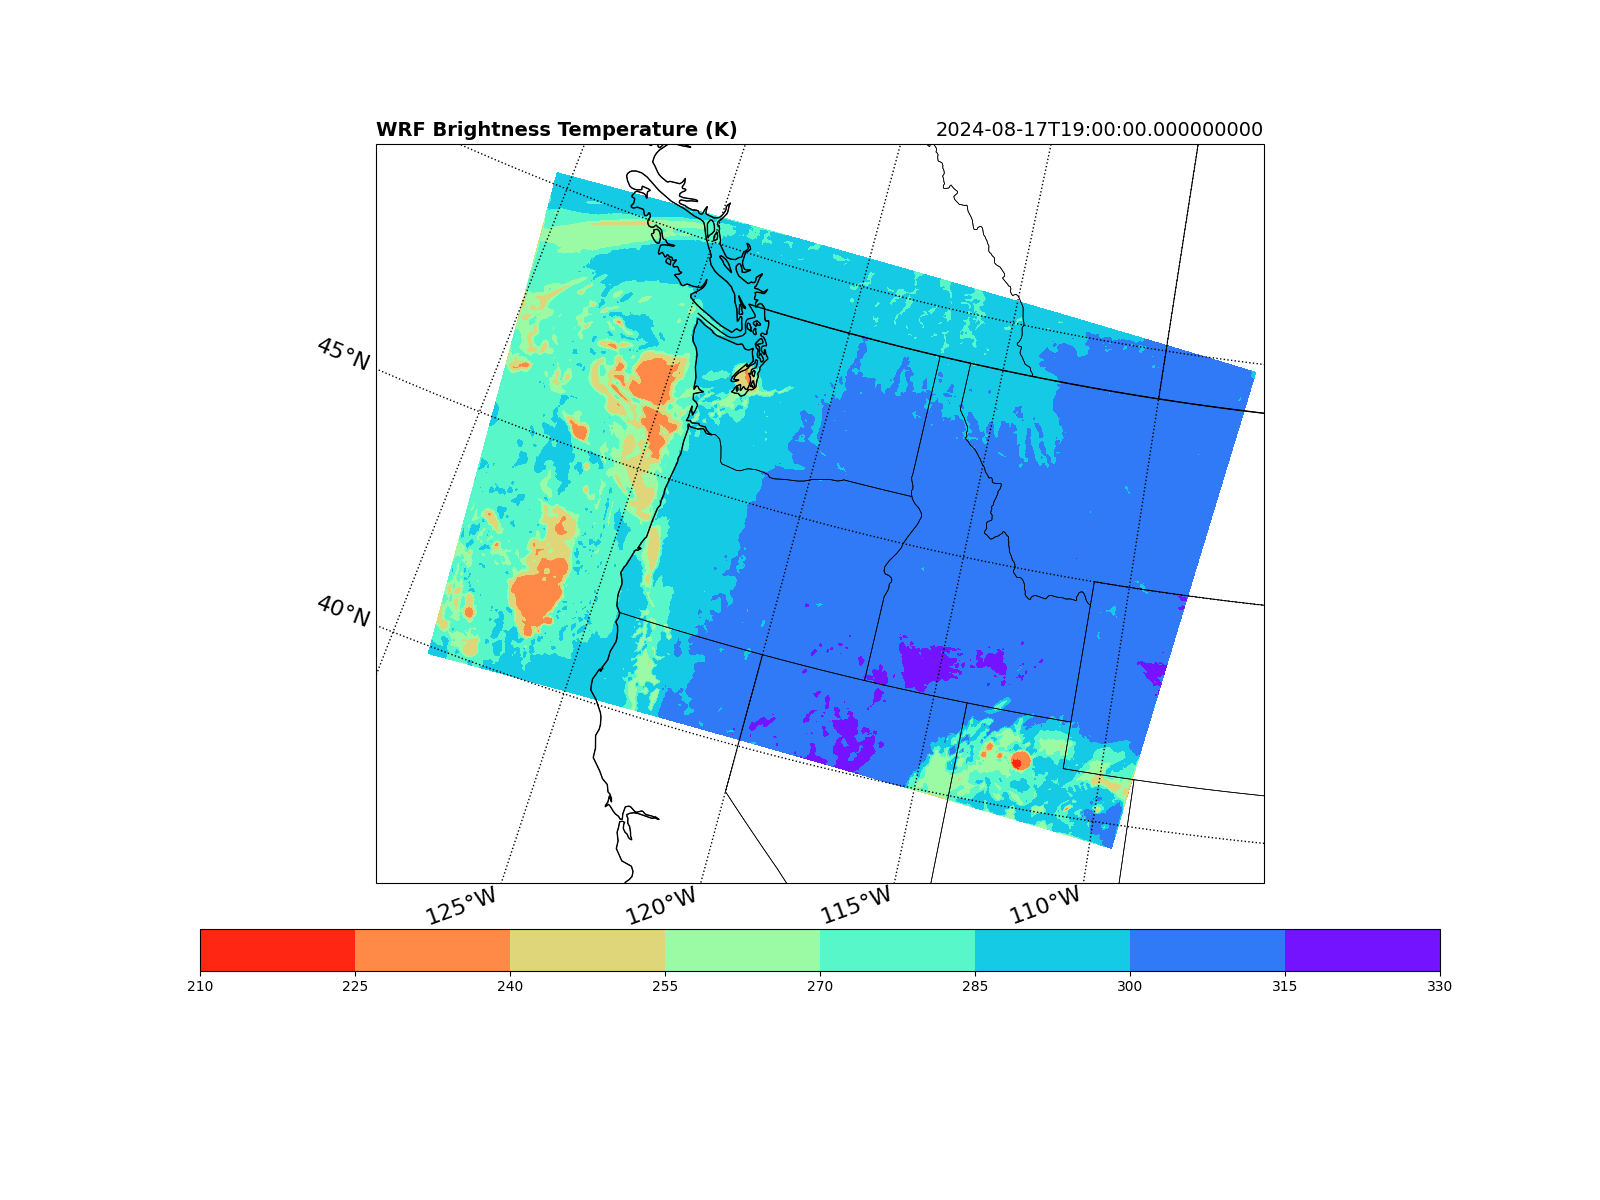 WRF Brightness Temperature (K)
2024-08-17T19:00:00.000000000
45°N
40°N
125°W
120°W
115°W
110°W
210 225 240 255 270 285 300 315 330